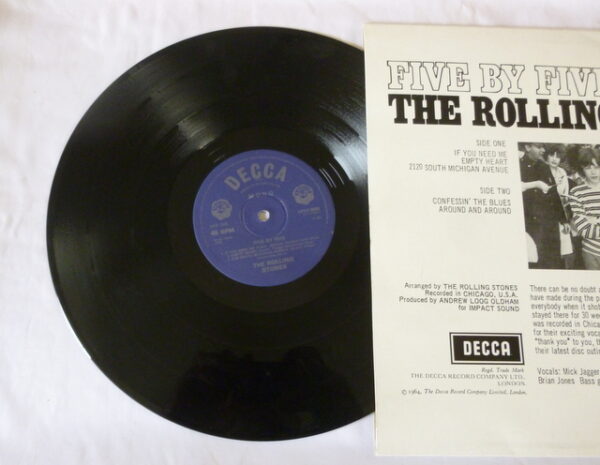 DECCA
MONO
45 RPM
FIVE BY FIVE
THE ROLLING
STONES
FIVE BY FIVE
THE ROLLING
SIDE ONE
IF YOU NEED ME
EMPTY HEART
2120 SOUTH MICHIGAN AVENUE
SIDE TWO
CONFESSIN' THE BLUES
AROUND AND AROUND
Arranged by THE ROLLING STONES
Recorded in CHICAGO, U.S.A.
Produced by ANDREW LOOG OLDHAM
for IMPACT SOUND
DECCA
Regd. Trade Mark
THE DECCA RECORD COMPANY LTD.,
LONDON
© 1964, The Decca Record Company Limited, London.
There can be no doubt
have made during the
everybody when it shot
stayed there for 30
was recorded in
for their exciting
"thank you" to you,
their latest disc
Vocals: Mick Jagger
Brian Jones Bass